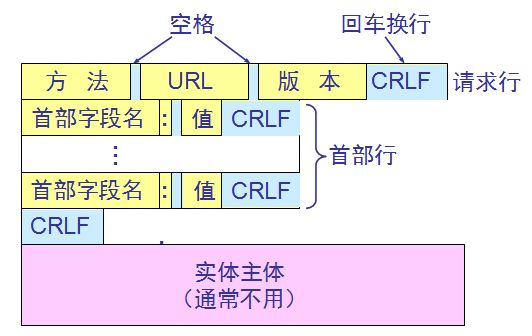 空格 回车换行
方 法 URL 版 本 CRLF 请求行
首部字段名 : 值 CRLF
⋮ 首部行
首部字段名 : 值 CRLF
CRLF
实体主体
（通常不用）